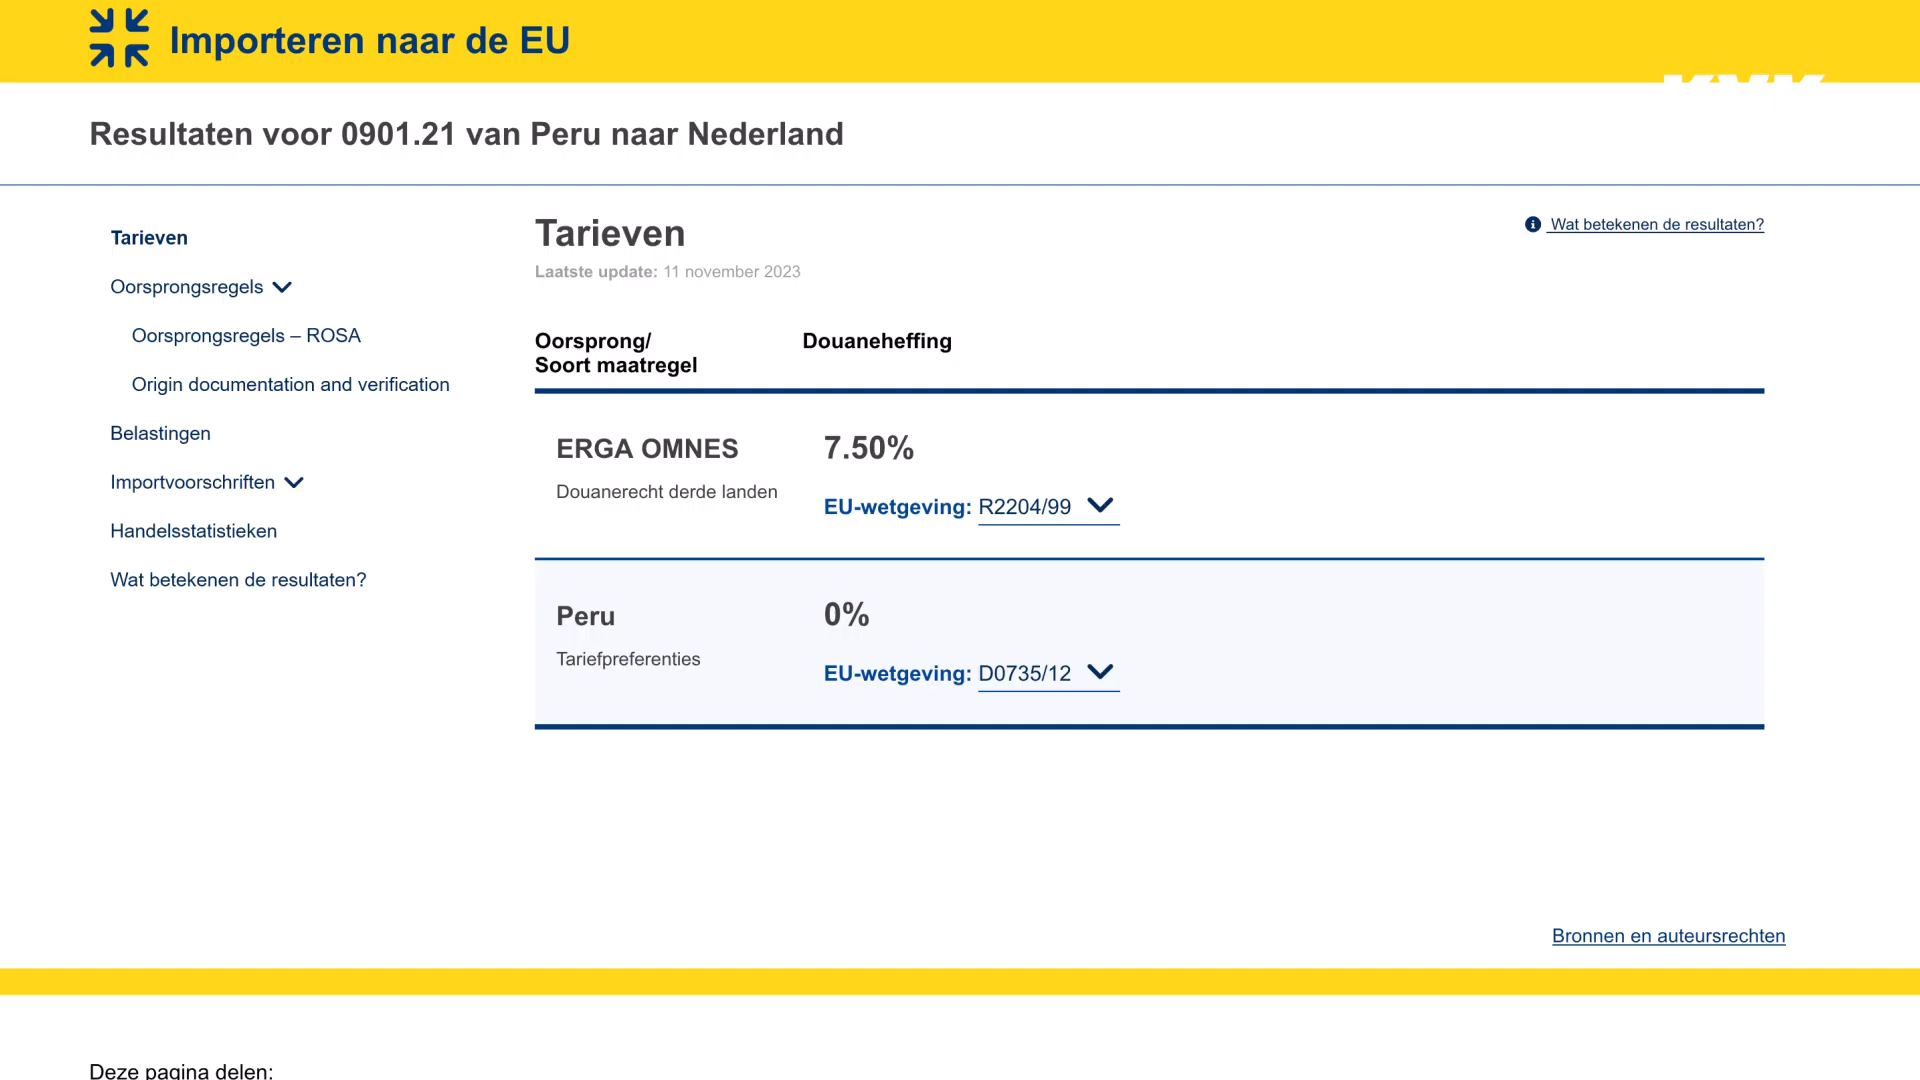 Importeren naar de EU
Resultaten voor 0901.21 van Peru naar Nederland
Tarieven
Oorsprongsregels
Oorsprongsregels – ROSA
Origin documentation and verification
Belastingen
Importvoorschriften
Handelsstatistieken
Wat betekenen de resultaten?
Tarieven
Wat betekenen de resultaten?
Laatste update: 11 november 2023
Oorsprong/ Douaneheffing
Soort maatregel
ERGA OMNES 7.50%
Douanerecht derde landen
EU-wetgeving: R2204/99
Peru 0%
Tariefpreferenties
EU-wetgeving: D0735/12
Bronnen en auteursrechten
Deze pagina delen: